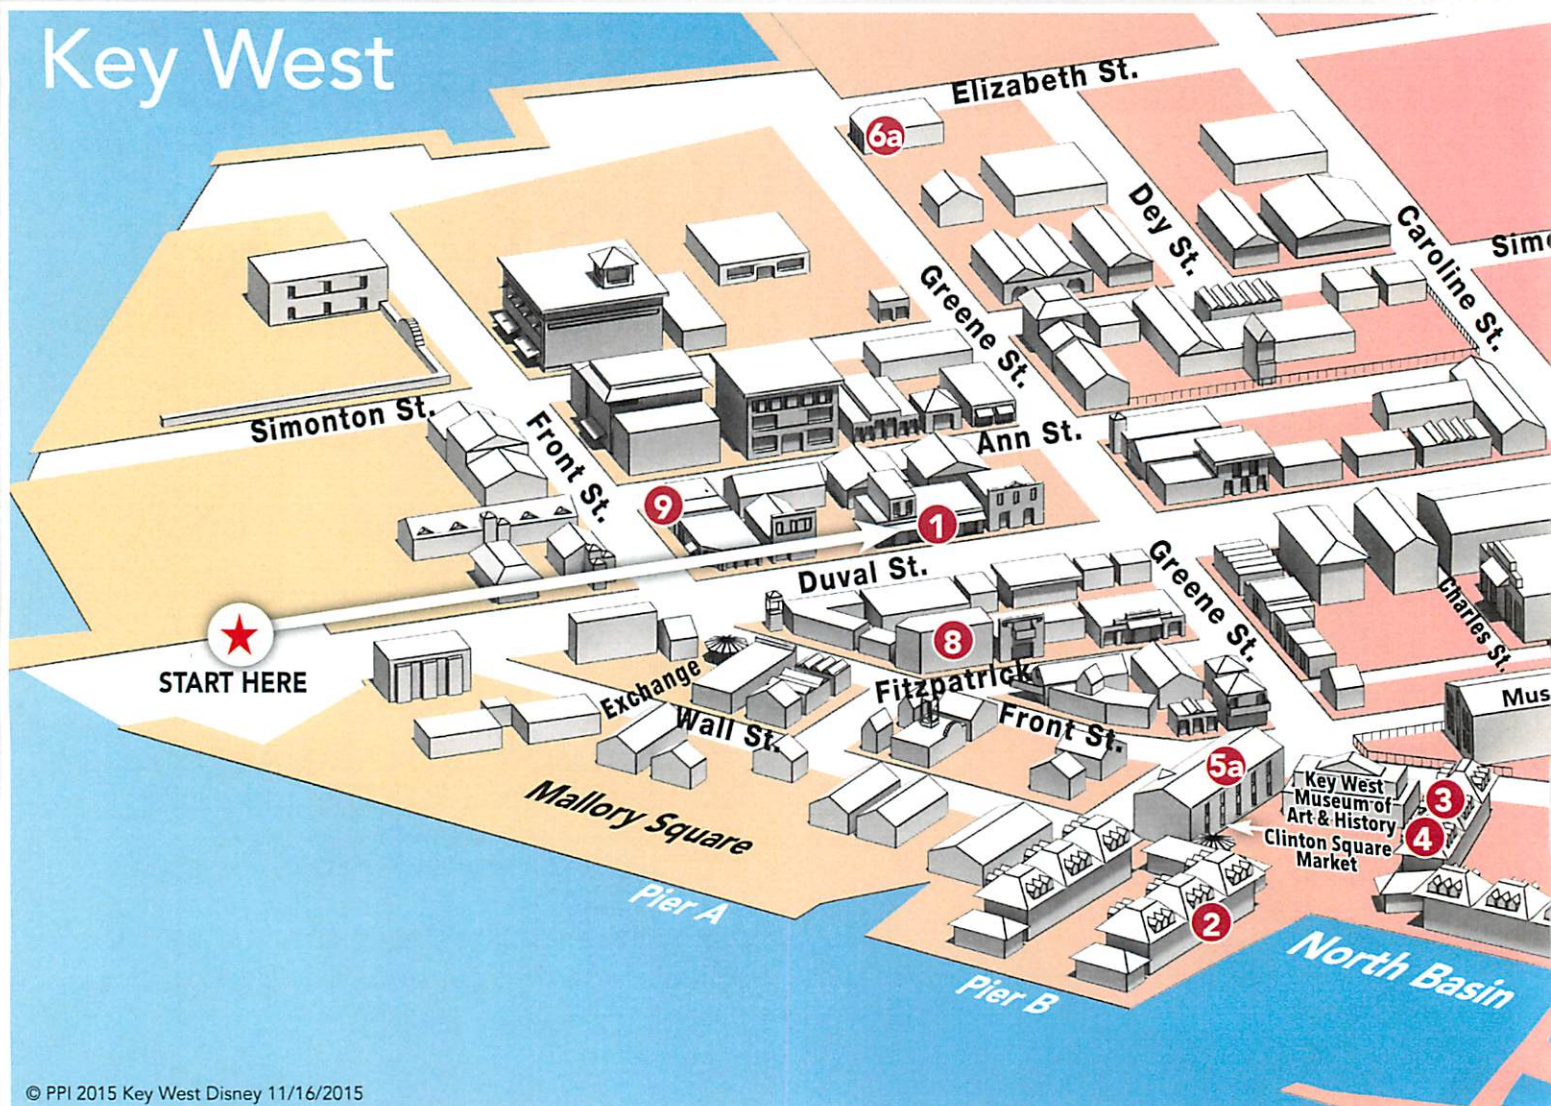 Key West
Elizabeth St.
6a
Dey St.
Caroline St.
Greene St.
Simonton St.
Front St.
Ann St.
9
1
Duval St.
Greene St.
Charles St.
START HERE
8
Exchange
Wall St.
Fitzpatrick
Front St.
Mus
Mallory Square
5a
Key West
Museum of
Art & History
3
4
Clinton Square
Market
Pier A
2
Pier B
North Basin
© PPI 2015 Key West Disney 11/16/2015